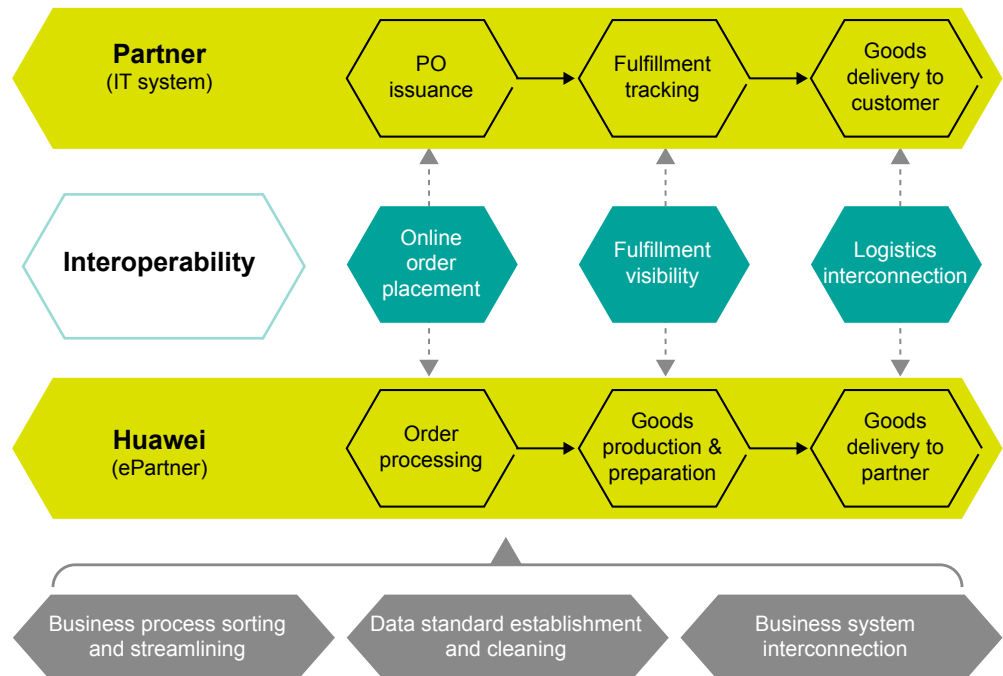 Partner
(IT system)
PO
issuance
Fulfillment
tracking
Goods
delivery to
customer
Interoperability
Online
order
placement
Fulfillment
visibility
Logistics
interconnection
Huawei
(ePartner)
Order
processing
Goods
production &
preparation
Goods
delivery to
partner
Business process sorting
and streamlining
Data standard establishment
and cleaning
Business system
interconnection